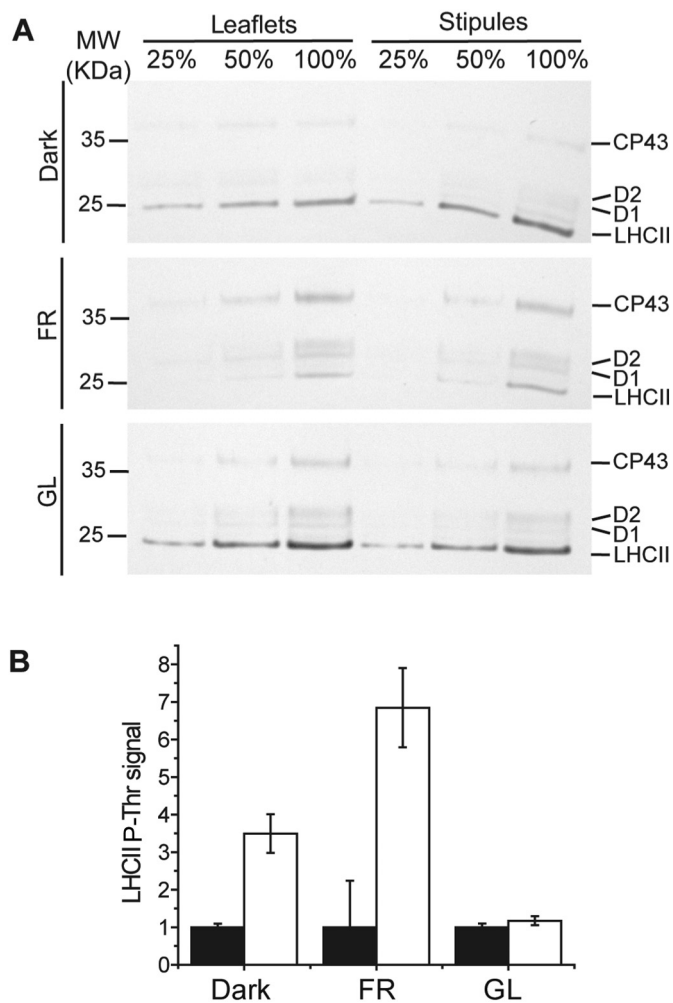 A
Leaflets Stipules
MW
(KDa)
25% 50% 100% 25% 50% 100%
Dark
35
25
CP43
D2
D1
LHCII
FR
35
25
CP43
D2
D1
LHCII
GL
35
25
CP43
D2
D1
LHCII
B
LHCII P-Thr signal
8
7
6
5
4
3
2
1
0
Dark FR GL